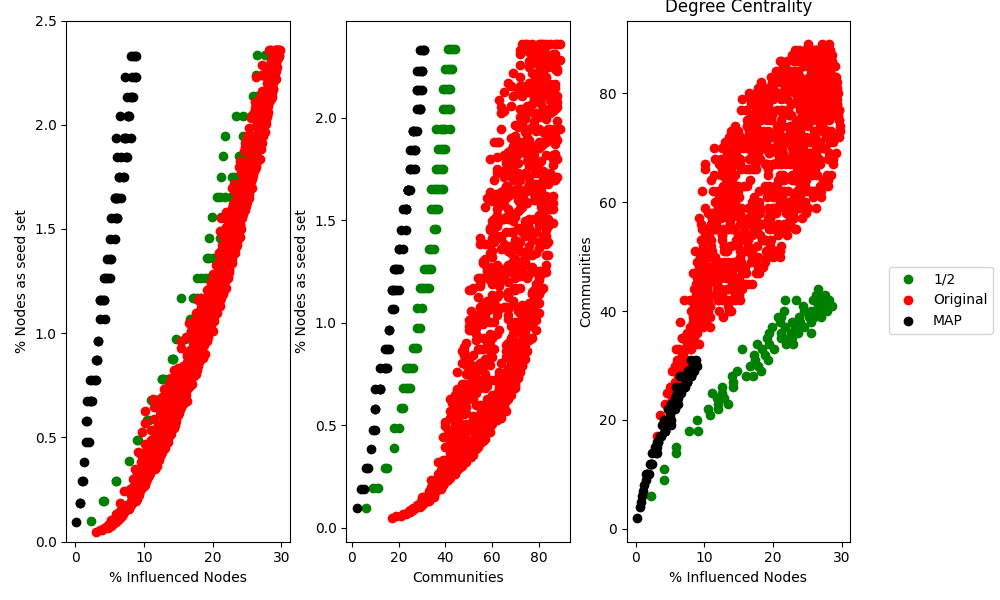 Degree Centrality
2.5
2.0
1.5
1.0
0.5
0.0
% Nodes as seed set
0 10 20 30
% Influenced Nodes
2.0
1.5
1.0
0.5
0.0
% Nodes as seed set
0 20 40 60 80
Communities
80
60
40
20
0
Communities
0 10 20 30
% Influenced Nodes
1/2
Original
MAP